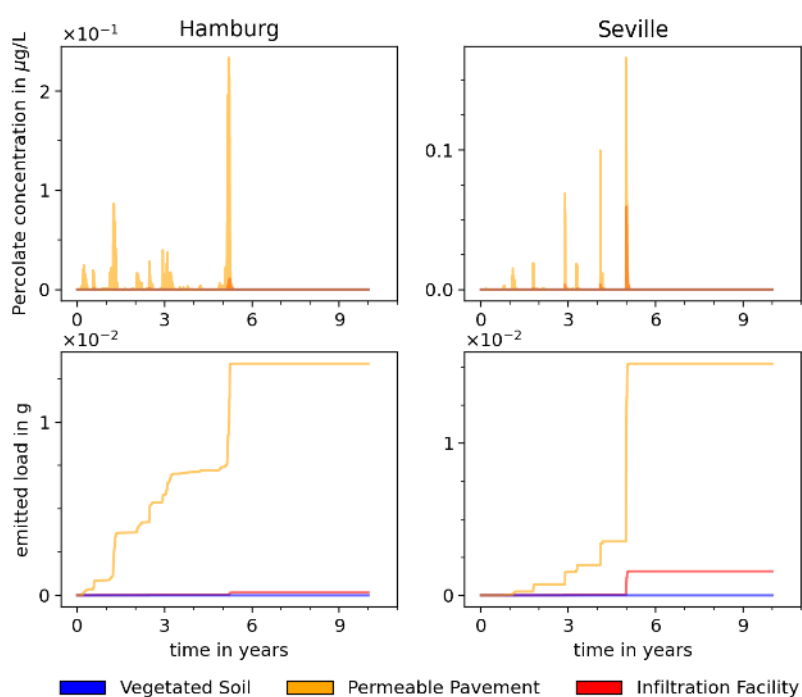 Hamburg
Seville
×10⁻¹
Percolate concentration in μg/L
2
1
0
0 3 6 9
0.1
0.0
0 3 6 9
×10⁻²
emitted load in g
1
0
0 3 6 9
time in years
×10⁻²
1
0
0 3 6 9
time in years
Vegetated Soil Permeable Pavement Infiltration Facility